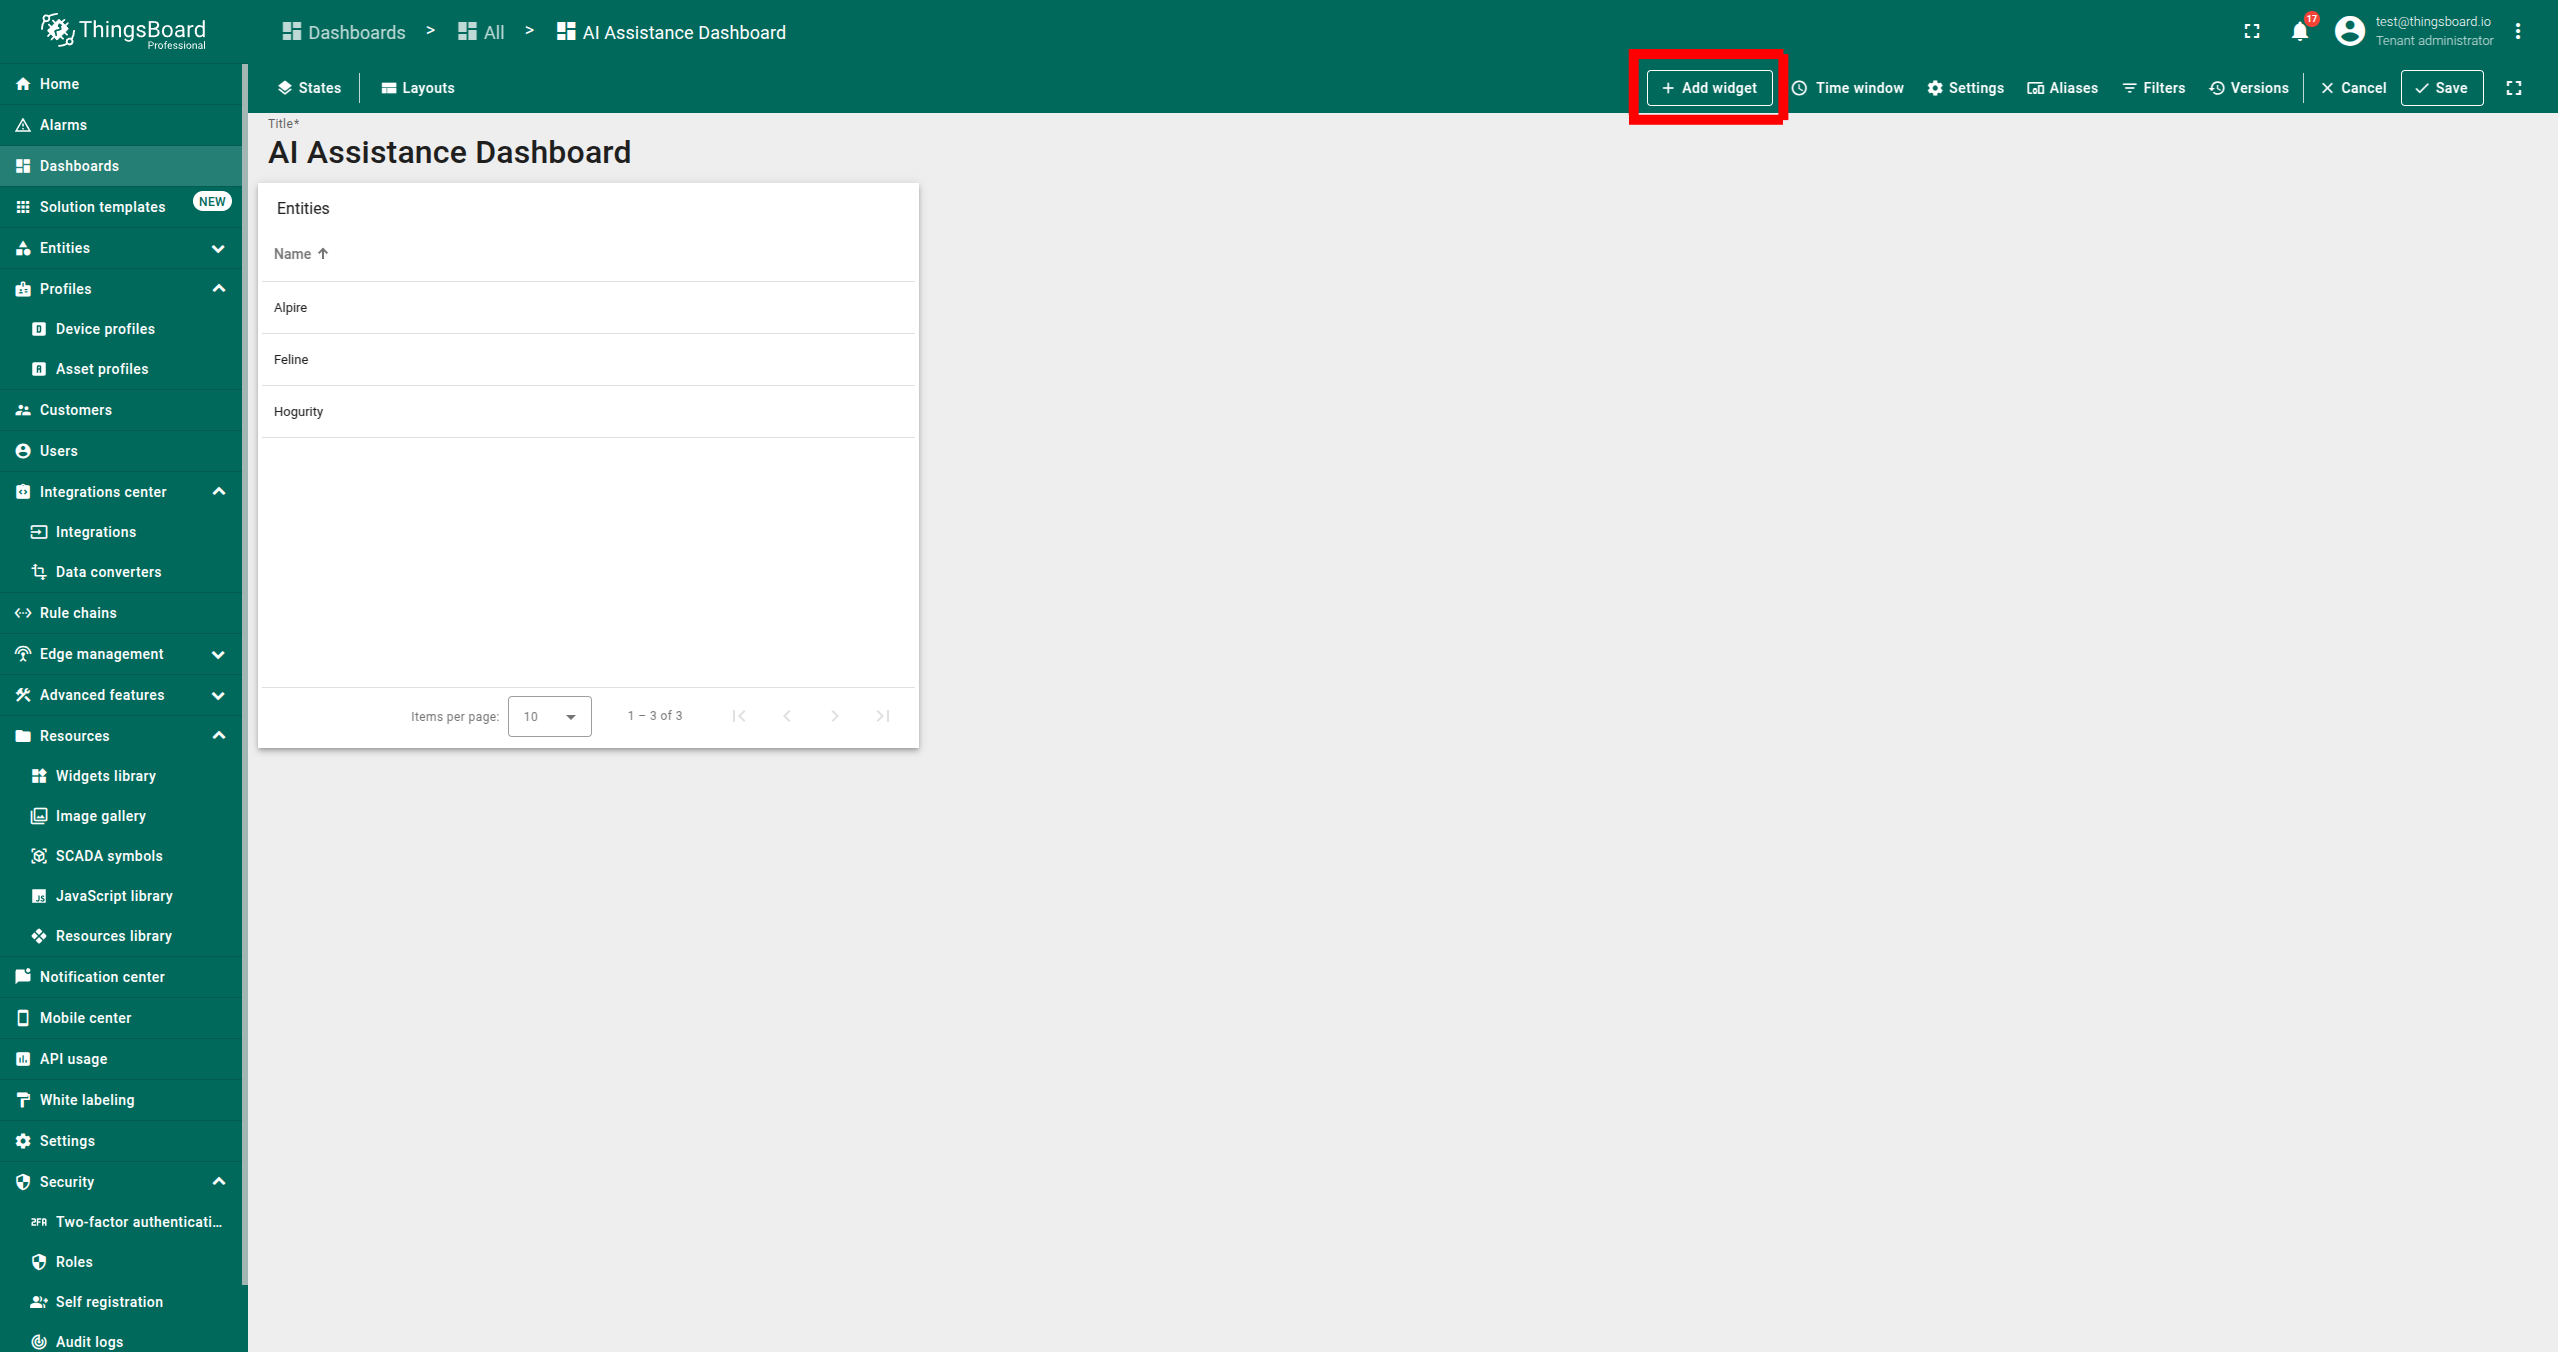 ThingsBoard
Professional
Dashboards > All > AI Assistance Dashboard
17
test@thingsboard.io
Tenant administrator
States
Layouts
+ Add widget
Time window
Settings
Aliases
Filters
Versions
Cancel
Save
Home
Alarms
Dashboards
Solution templates NEW
Entities
Profiles
Device profiles
Asset profiles
Customers
Users
Integrations center
Integrations
Data converters
Rule chains
Edge management
Advanced features
Resources
Widgets library
Image gallery
SCADA symbols
JavaScript library
Resources library
Notification center
Mobile center
API usage
White labeling
Settings
Security
2FA Two-factor authenticati...
Roles
Self registration
Audit logs
Title*
AI Assistance Dashboard
Entities
Name
Alpire
Feline
Hogurity
Items per page: 10 1 – 3 of 3